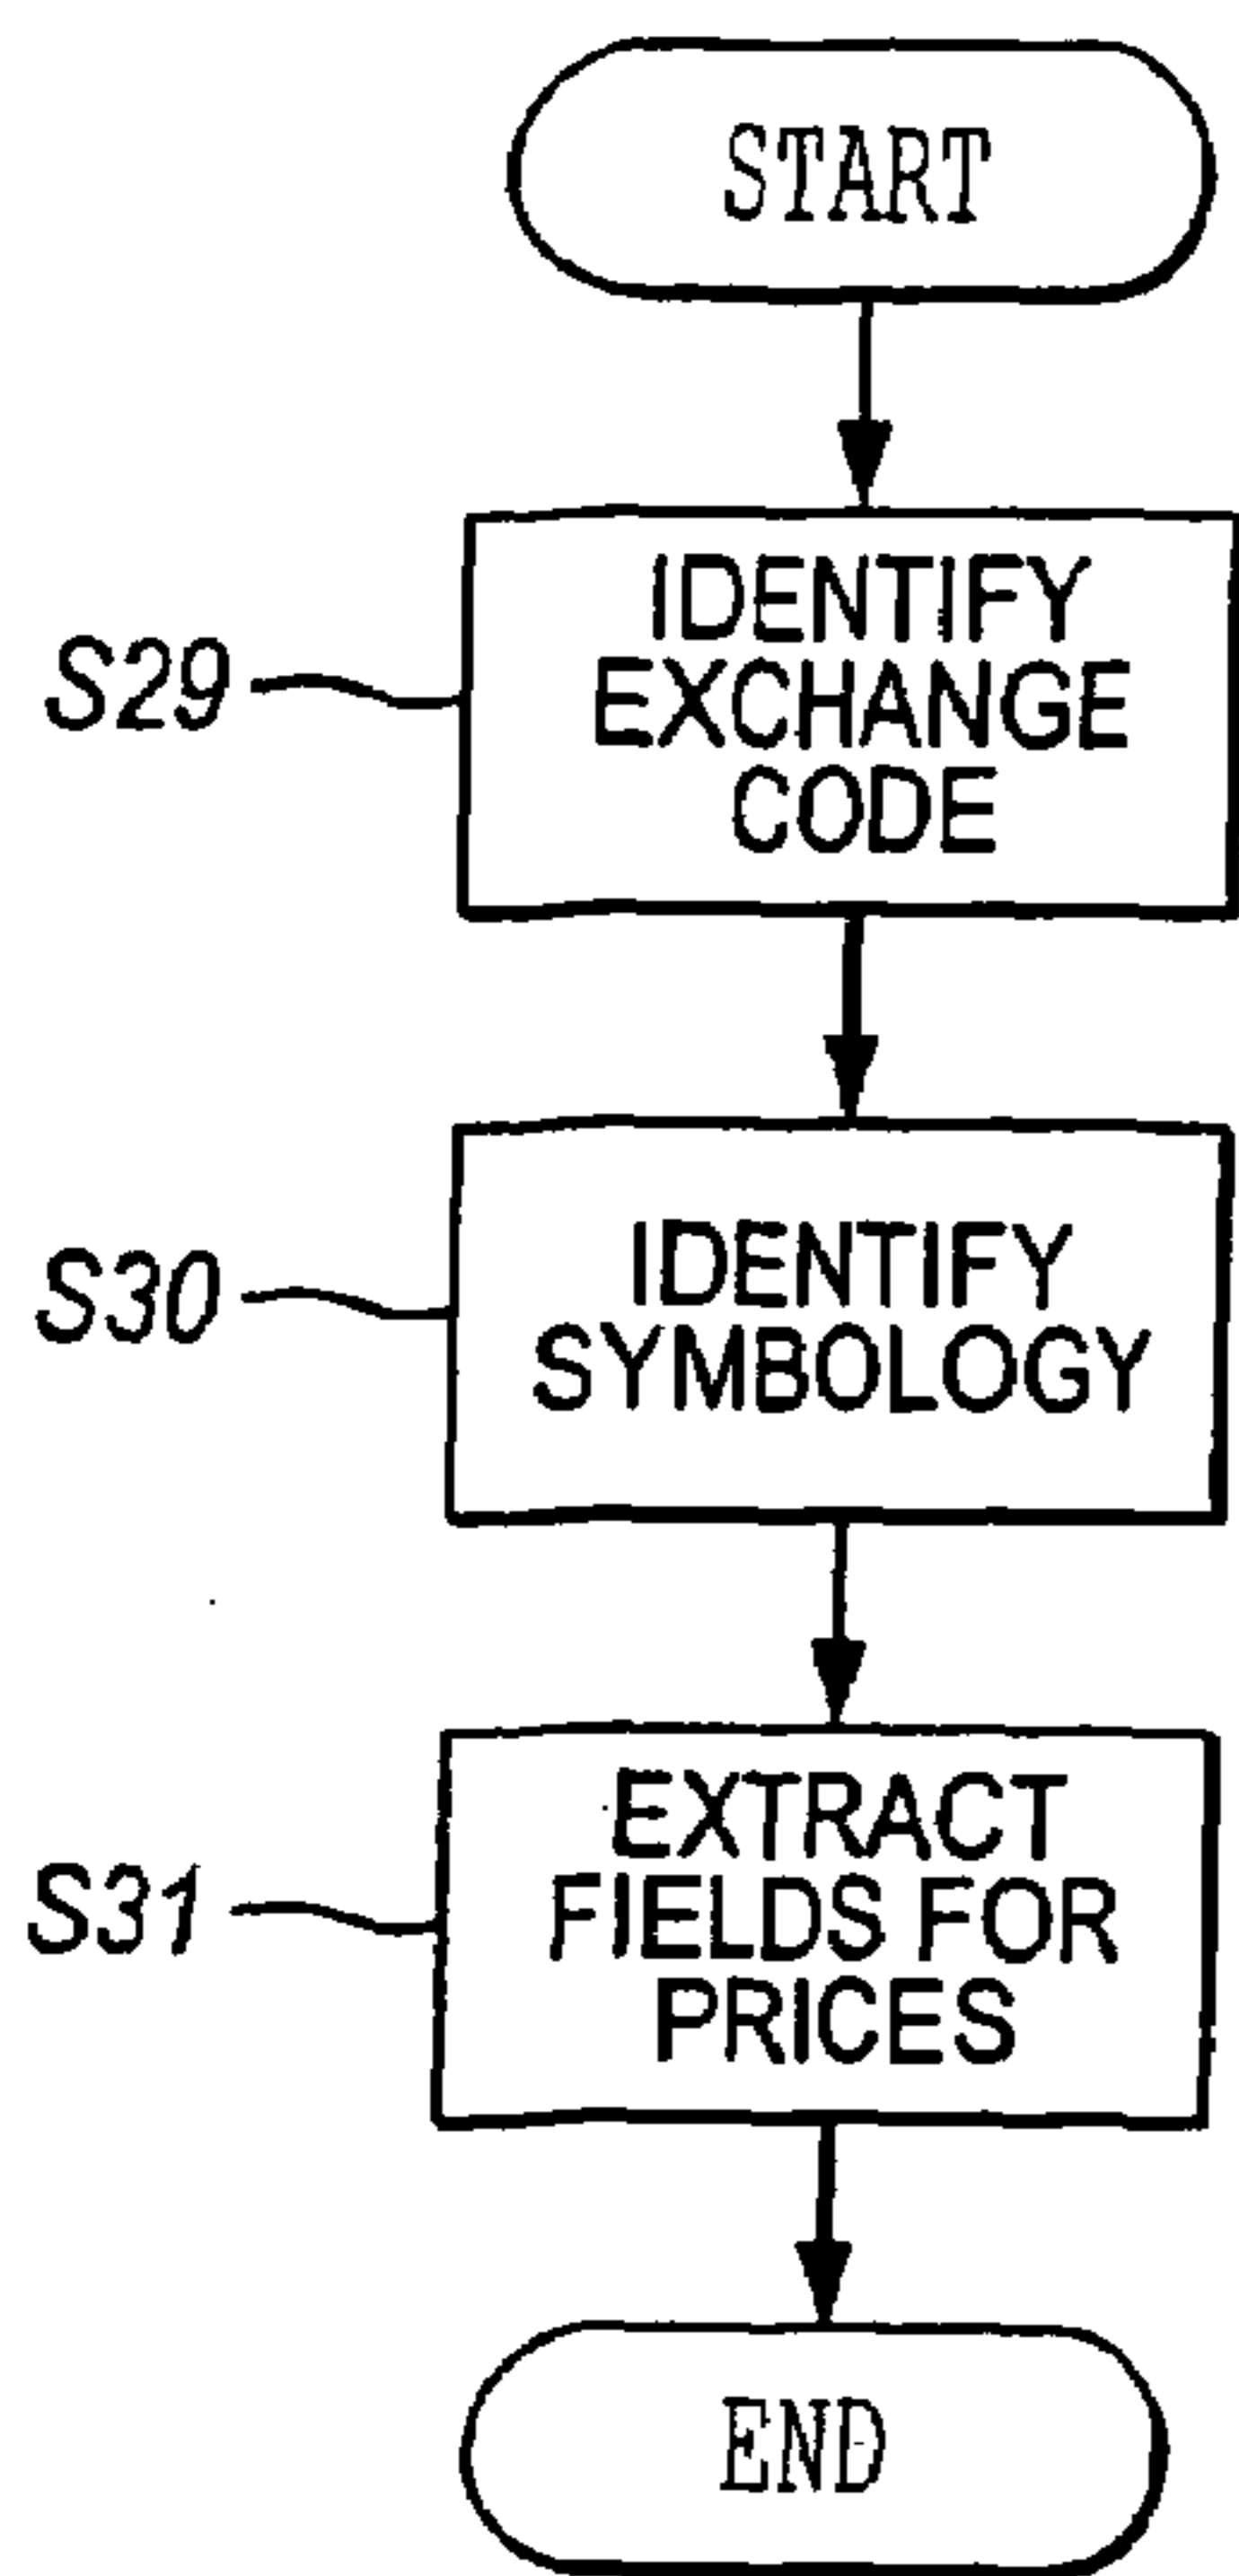 START
S29
IDENTIFY
EXCHANGE
CODE
S30
IDENTIFY
SYMBOLOGY
S31
EXTRACT
FIELDS FOR
PRICES
END